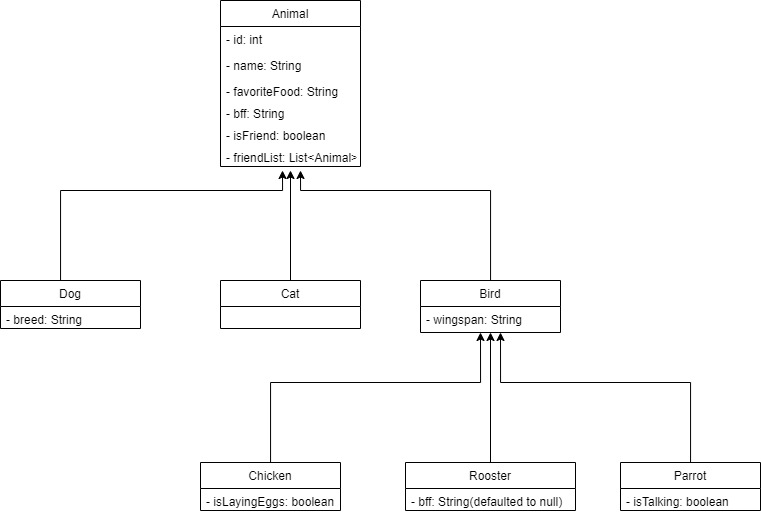 Animal
- id: int
- name: String
- favoriteFood: String
- bff: String
- isFriend: boolean
- friendList: List<Animal>
Dog
- breed: String
Cat
Bird
- wingspan: String
Chicken
- isLayingEggs: boolean
Rooster
- bff: String(defaulted to null)
Parrot
- isTalking: boolean